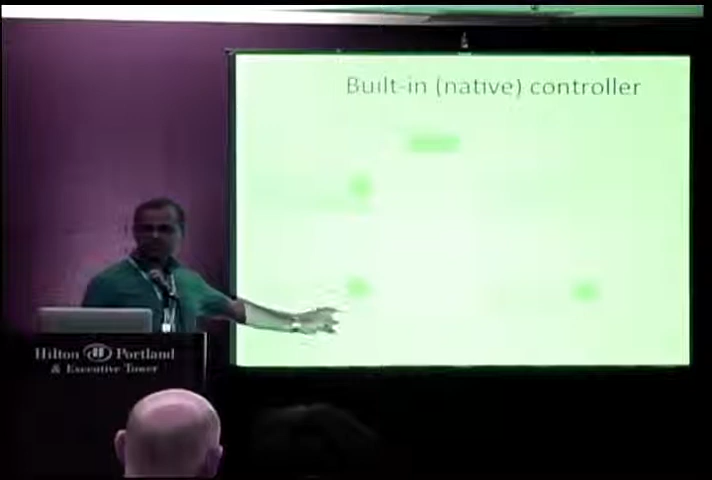 Built-in (native) controller
Hilton Portland
& Executive Tower